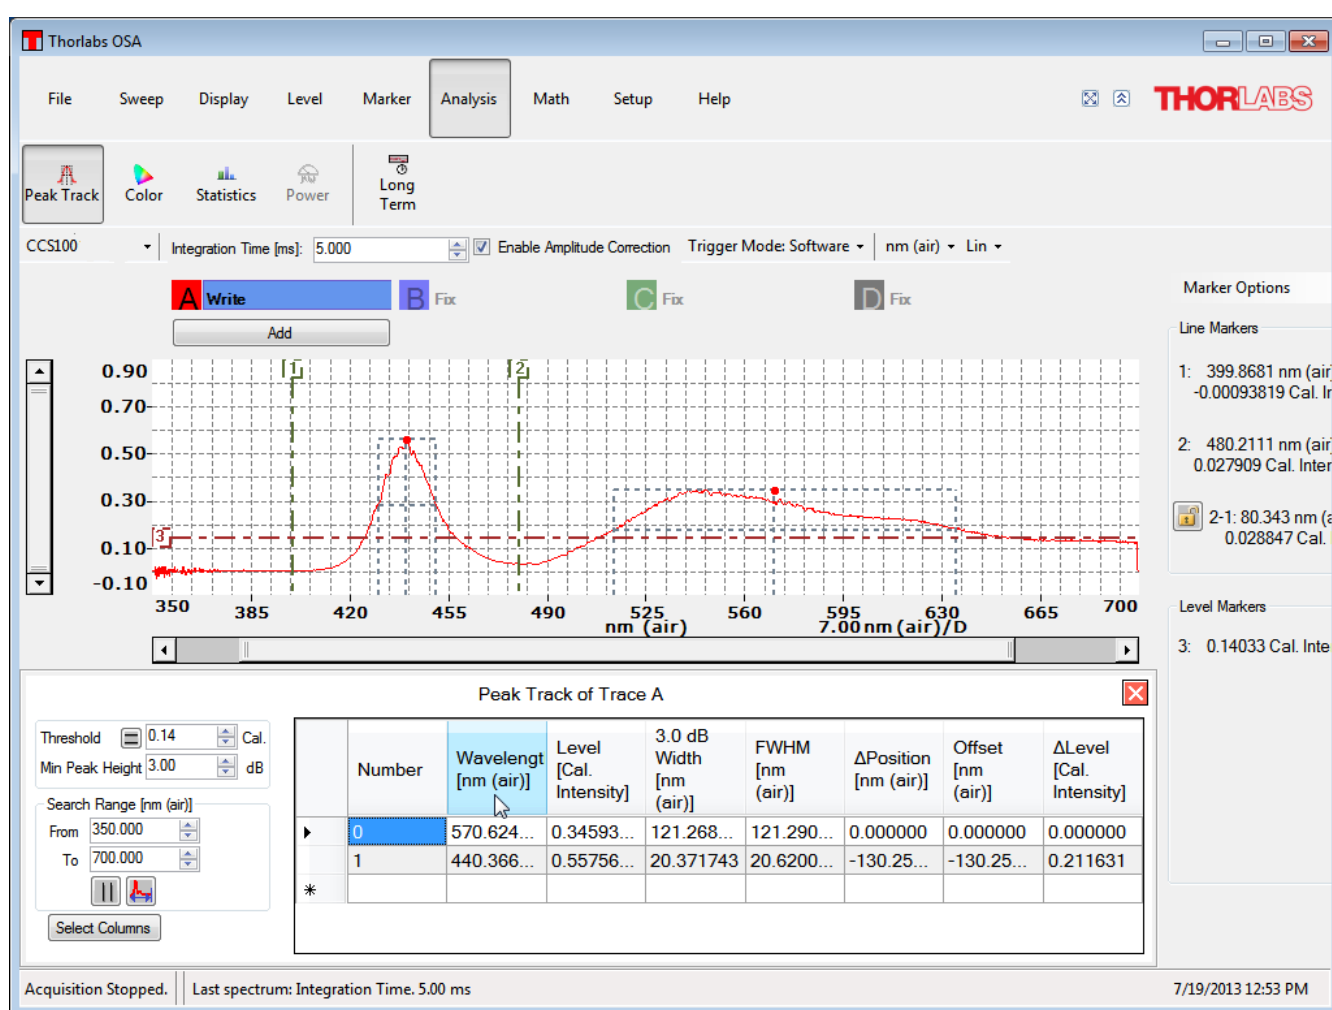 Thorlabs OSA
File Sweep Display Level Marker Analysis Math Setup Help
THORLABS
Peak Track Color Statistics Power Long
Term
CCS100 Integration Time [ms]: 5.000 Enable Amplitude Correction Trigger Mode: Software nm (air) Lin
A Write B Fix C Fix D Fix
Add
Marker Options
Line Markers
1: 399.8681 nm (air)
-0.00093819 Cal. Ir
2: 480.2111 nm (air)
0.027909 Cal. Inter
2-1: 80.343 nm (a
0.028847 Cal.
Level Markers
3: 0.14033 Cal. Inte
1 2
3
0.90
0.70
0.50
0.30
0.10
-0.10
350 385 420 455 490 525 560 595 630 665 700
nm (air) 7.00 nm (air)/D
Peak Track of Trace A
Threshold 0.14 Cal.
Min Peak Height 3.00 dB
Search Range [nm (air)]
From 350.000
To 700.000
Select Columns
Number Wavelengt [nm (air)] Level [Cal. Intensity] 3.0 dB Width [nm (air)] FWHM [nm (air)] ΔPosition [nm (air)] Offset [nm (air)] ΔLevel [Cal. Intensity]
0 570.624... 0.34593... 121.268... 121.290... 0.000000 0.000000 0.000000
1 440.366... 0.55756... 20.371743 20.6200... -130.25... -130.25... 0.211631
Acquisition Stopped. Last spectrum: Integration Time. 5.00 ms 7/19/2013 12:53 PM